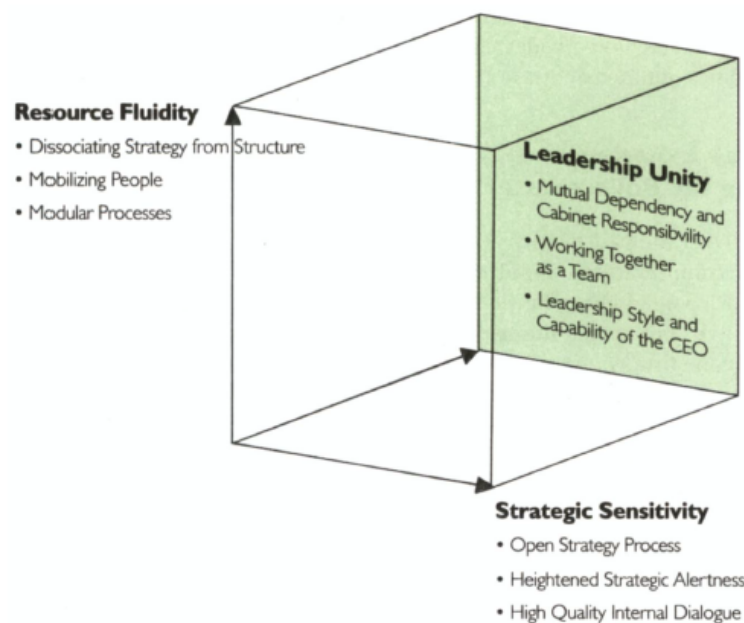 Resource Fluidity
• Dissociating Strategy from Structure
• Mobilizing People
• Modular Processes
Leadership Unity
• Mutual Dependency and
Cabinet Responsibvility
• Working Together
as a Team
• Leadership Style and
Capability of the CEO
Strategic Sensitivity
• Open Strategy Process
• Heightened Strategic Alertness
• High Quality Internal Dialogue